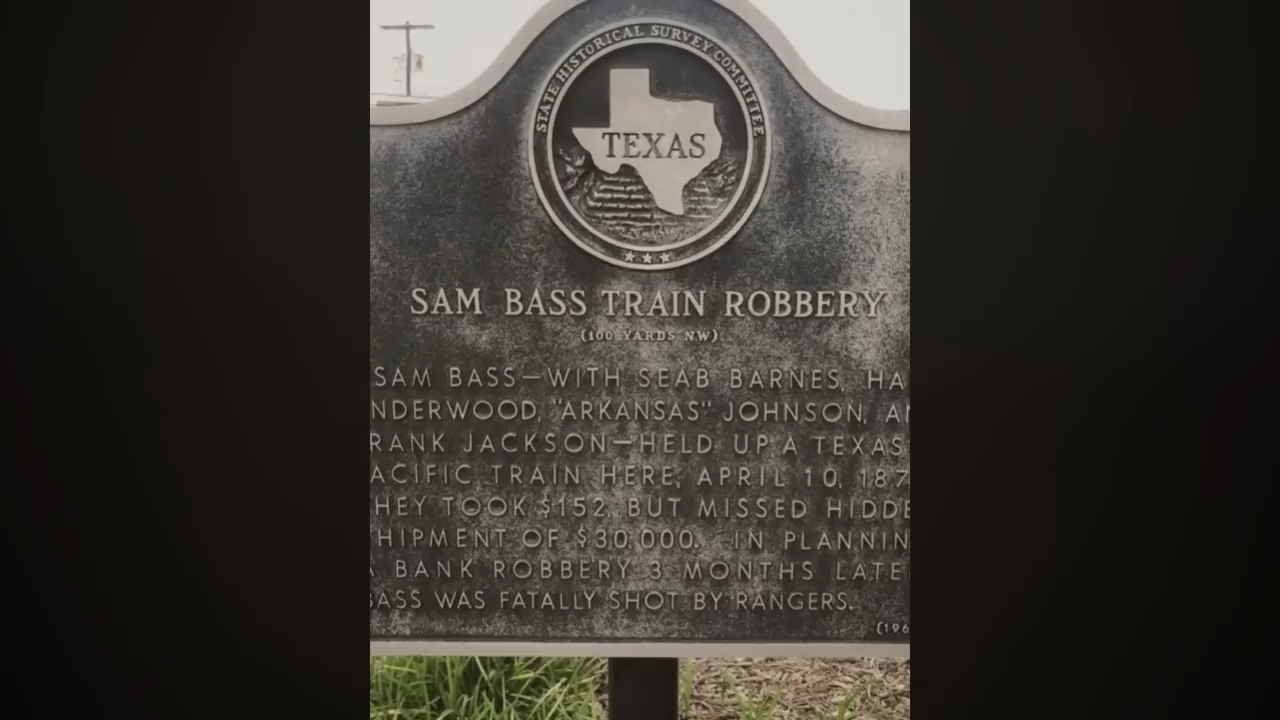 STATE HISTORICAL SURVEY COMMITTEE
TEXAS
SAM BASS TRAIN ROBBERY
(100 YARDS NW)
SAM BASS—WITH SEAB BARNES, HA
NDERWOOD, "ARKANSAS" JOHNSON, AN
RANK JACKSON—HELD UP A TEXAS
ACIFIC TRAIN HERE, APRIL 10, 187
HEY TOOK $152, BUT MISSED HIDDE
HIPMENT OF $30,000. IN PLANNIN
A BANK ROBBERY 3 MONTHS LATE
BASS WAS FATALLY SHOT BY RANGERS.
(196